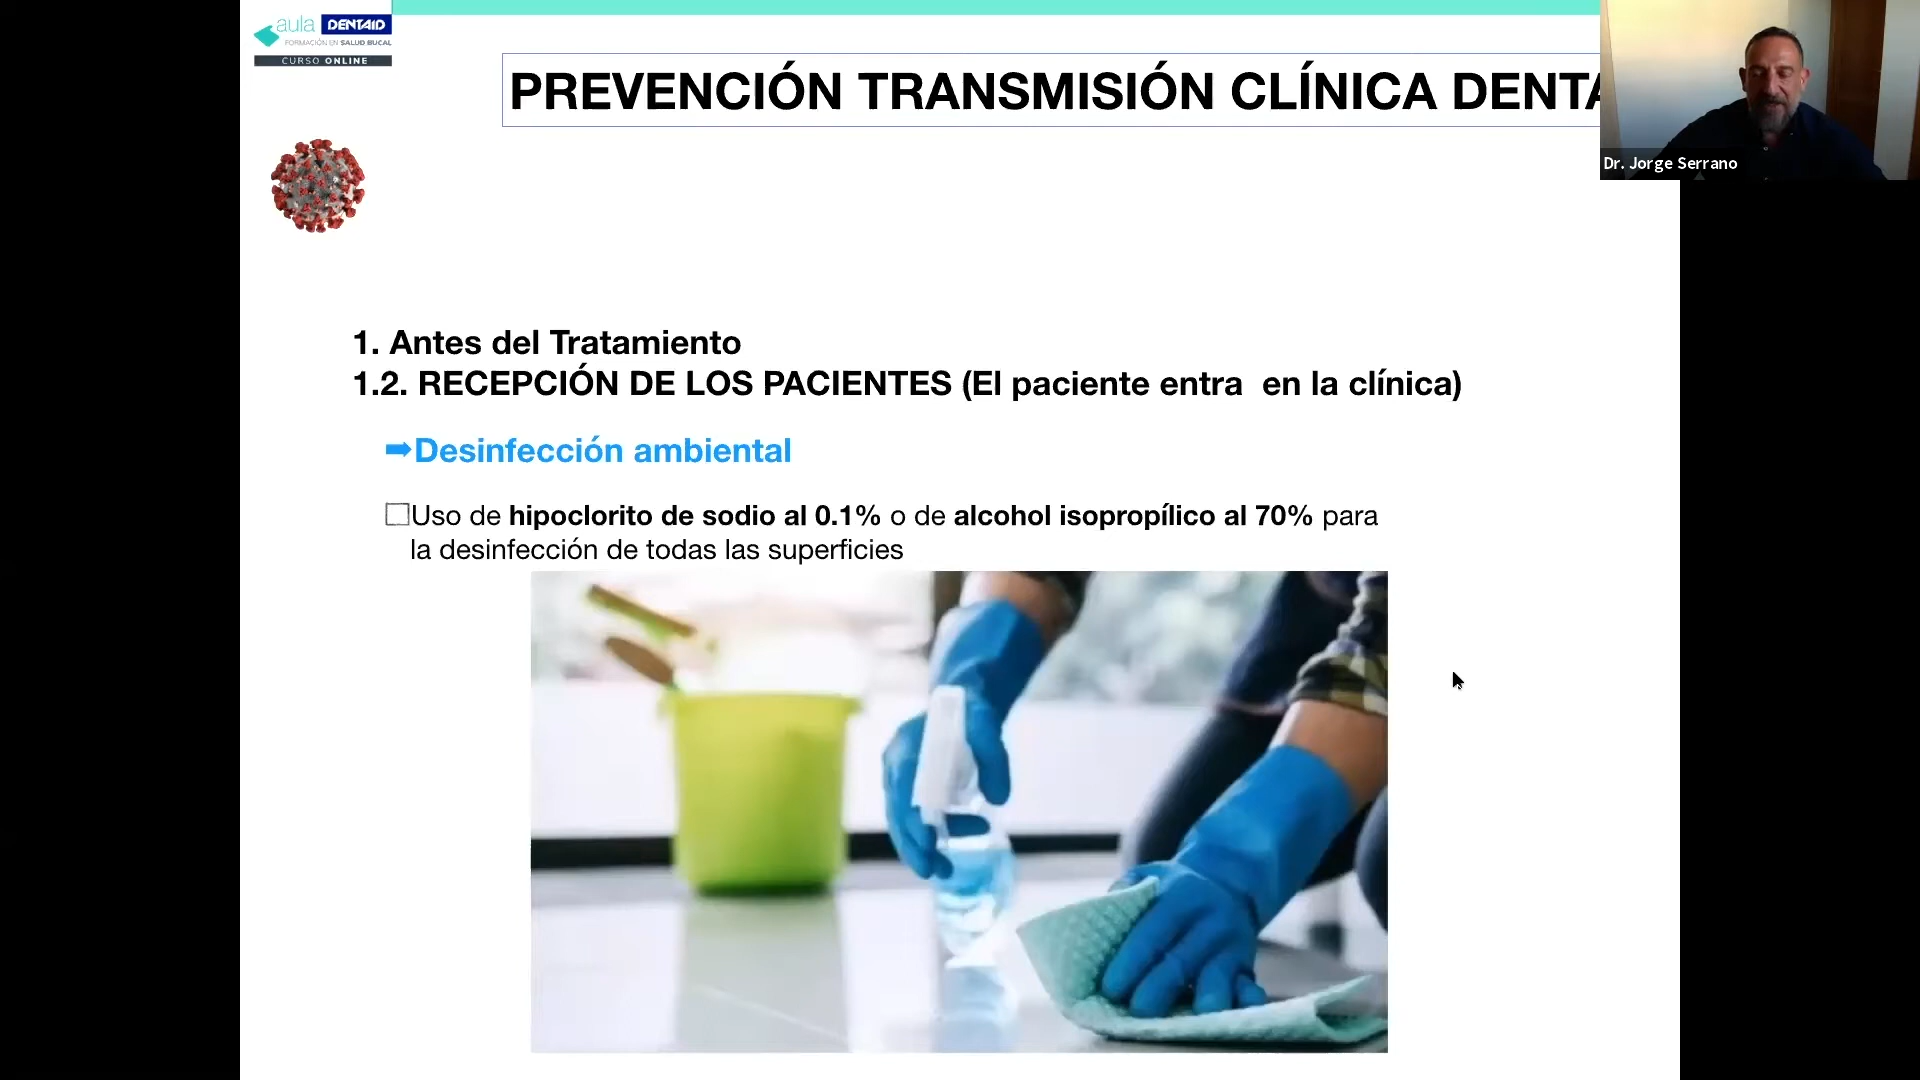 aula DENTAID
FORMACIÓN EN SALUD BUCAL
CURSO ONLINE
PREVENCIÓN TRANSMISIÓN CLÍNICA DENTA
Dr. Jorge Serrano
1. Antes del Tratamiento
1.2. RECEPCIÓN DE LOS PACIENTES (El paciente entra  en la clínica)
➡Desinfección ambiental
☐Uso de hipoclorito de sodio al 0.1% o de alcohol isopropílico al 70% para
la desinfección de todas las superficies